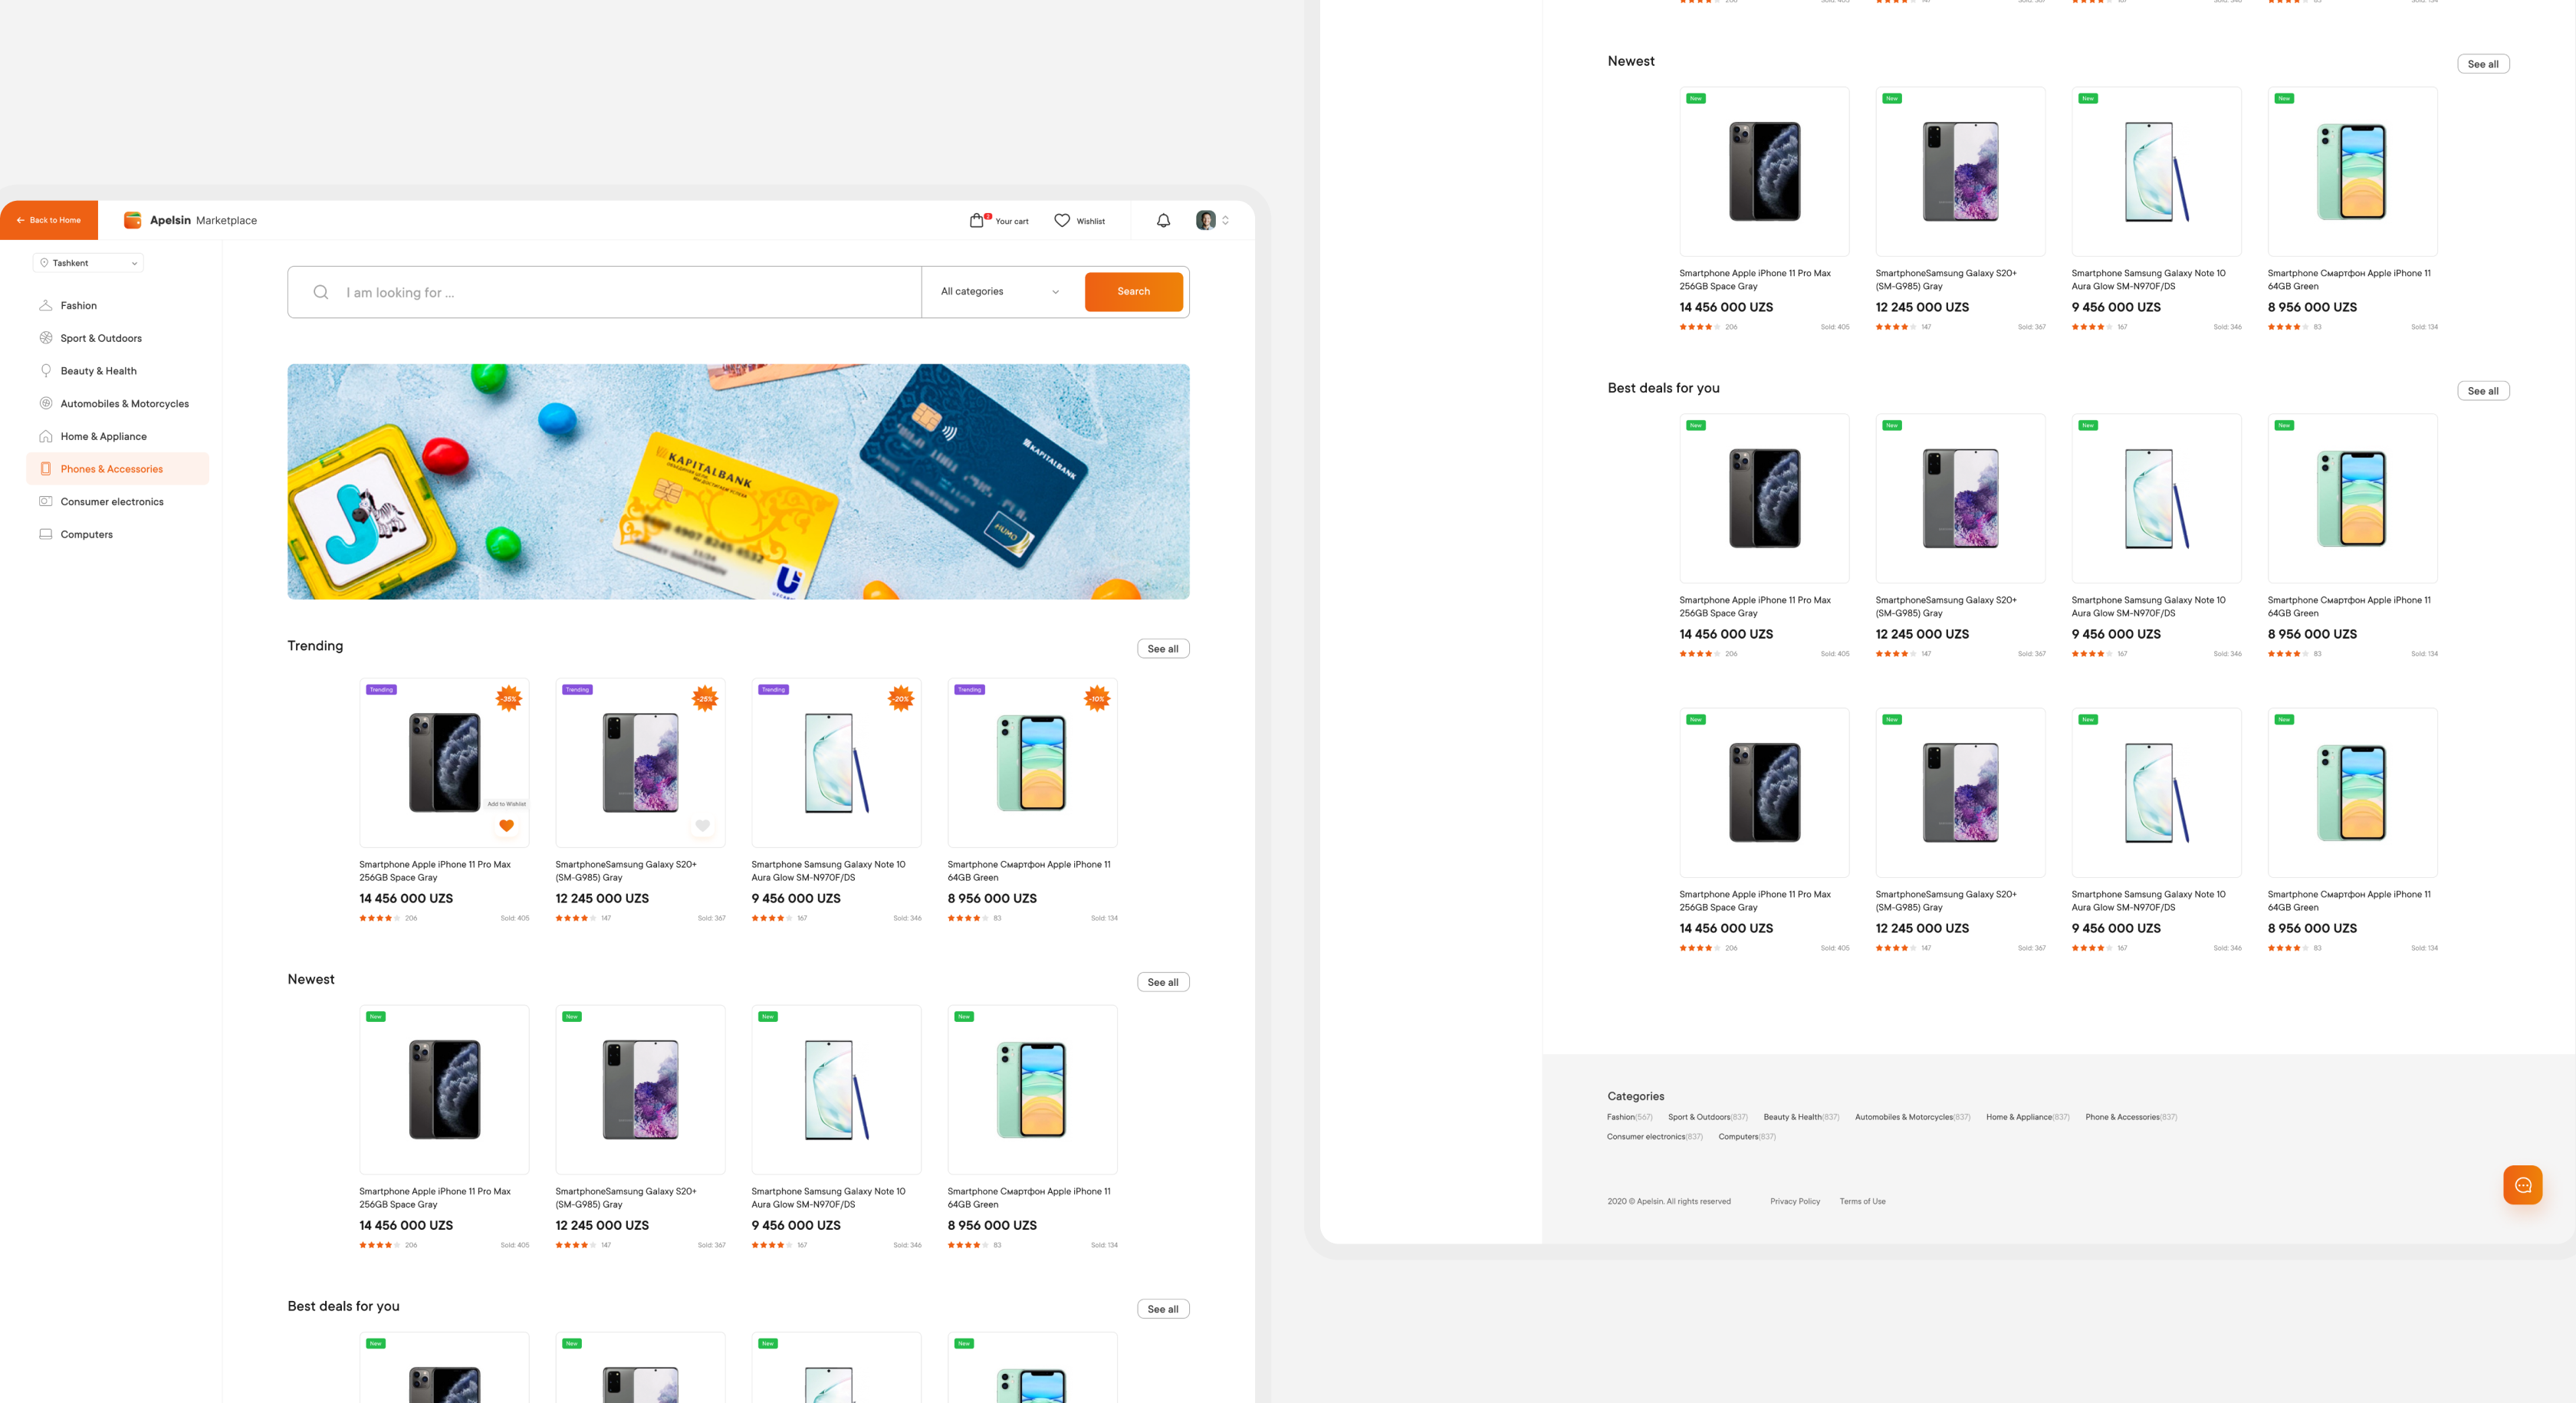 Back to Home
Apelsin Marketplace
2
Your cart
Wishlist
Tashkent
Fashion
Sport & Outdoors
Beauty & Health
Automobiles & Motorcycles
Home & Appliance
Phones & Accessories
Consumer electronics
Computers
I am looking for ...
All categories
Search
J
KAPITALBANK
KAPITALBANK
HUMO
Trending
See all
Trending
-26%
Trending
-20%
Trending
-10%
Trending
Add to Wishlist
Smartphone Apple iPhone 11 Pro Max
256GB Space Gray
14 456 000 UZS
206
Sold: 405
SmartphoneSamsung Galaxy S20+
(SM-G985) Gray
12 245 000 UZS
147
Sold: 367
Smartphone Samsung Galaxy Note 10
Aura Glow SM-N970F/DS
9 456 000 UZS
167
Sold: 346
Smartphone Смартфон Apple iPhone 11
64GB Green
8 956 000 UZS
83
Sold: 134
Newest
See all
New
New
New
New
Smartphone Apple iPhone 11 Pro Max
256GB Space Gray
14 456 000 UZS
206
Sold: 405
SmartphoneSamsung Galaxy S20+
(SM-G985) Gray
12 245 000 UZS
147
Sold: 367
Smartphone Samsung Galaxy Note 10
Aura Glow SM-N970F/DS
9 456 000 UZS
167
Sold: 346
Smartphone Смартфон Apple iPhone 11
64GB Green
8 956 000 UZS
83
Sold: 134
Best deals for you
See all
New
New
New
New
Newest
See all
New
New
New
New
Smartphone Apple iPhone 11 Pro Max
256GB Space Gray
14 456 000 UZS
206
Sold: 405
SmartphoneSamsung Galaxy S20+
(SM-G985) Gray
12 245 000 UZS
147
Sold: 367
Smartphone Samsung Galaxy Note 10
Aura Glow SM-N970F/DS
9 456 000 UZS
167
Sold: 346
Smartphone Смартфон Apple iPhone 11
64GB Green
8 956 000 UZS
83
Sold: 134
Best deals for you
See all
New
New
New
New
Smartphone Apple iPhone 11 Pro Max
256GB Space Gray
14 456 000 UZS
206
Sold: 405
SmartphoneSamsung Galaxy S20+
(SM-G985) Gray
12 245 000 UZS
147
Sold: 367
Smartphone Samsung Galaxy Note 10
Aura Glow SM-N970F/DS
9 456 000 UZS
167
Sold: 346
Smartphone Смартфон Apple iPhone 11
64GB Green
8 956 000 UZS
83
Sold: 134
New
New
New
New
Smartphone Apple iPhone 11 Pro Max
256GB Space Gray
14 456 000 UZS
206
Sold: 405
SmartphoneSamsung Galaxy S20+
(SM-G985) Gray
12 245 000 UZS
147
Sold: 367
Smartphone Samsung Galaxy Note 10
Aura Glow SM-N970F/DS
9 456 000 UZS
167
Sold: 346
Smartphone Смартфон Apple iPhone 11
64GB Green
8 956 000 UZS
83
Sold: 134
Categories
Fashion(567) Sport & Outdoors(837) Beauty & Health(837) Automobiles & Motorcycles(837) Home & Appliance(837) Phone & Accessories(837)
Consumer electronics(837) Computers(837)
2020 © Apelsin. All rights reserved Privacy Policy Terms of Use